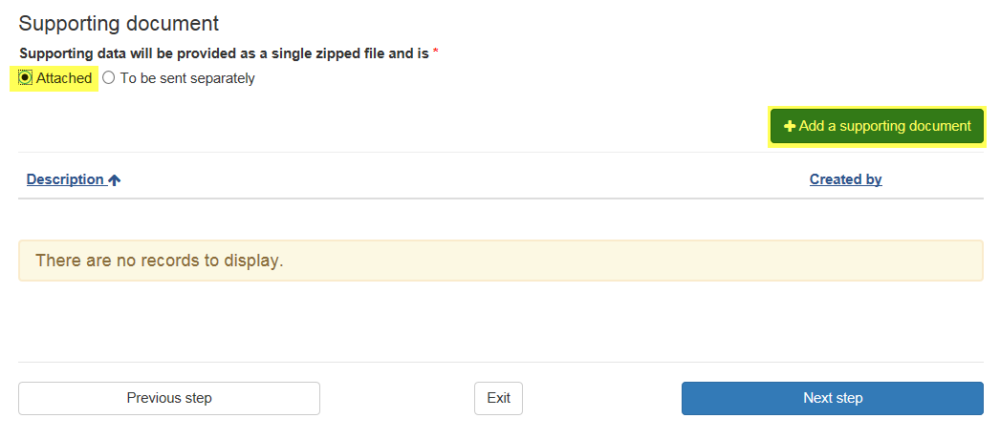 Supporting document
Supporting data will be provided as a single zipped file and is *
Attached To be sent separately
Add a supporting document
Description Created by
There are no records to display.
Previous step Exit Next step